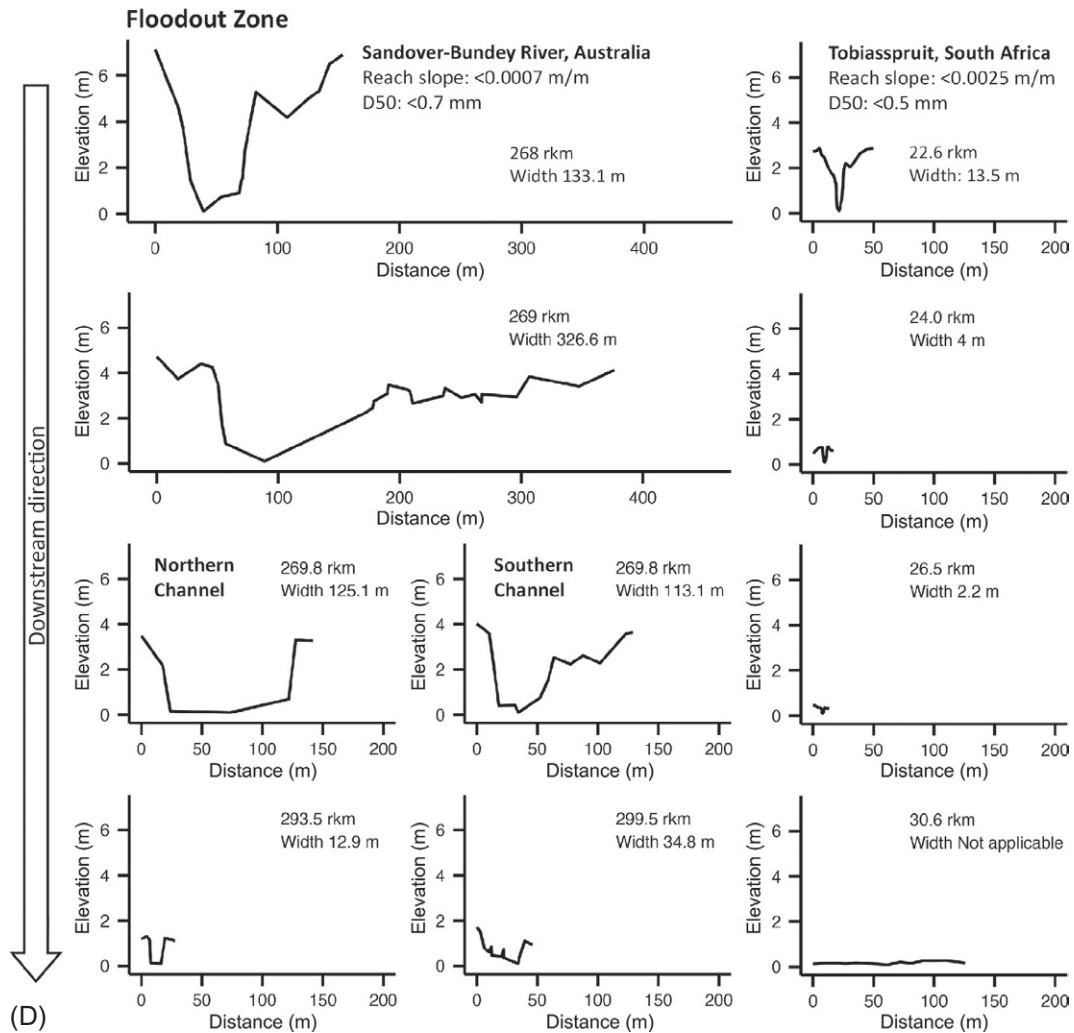 Floodout Zone
Sandover-Bundey River, Australia
Reach slope: <0.0007 m/m
D50: <0.7 mm
268 rkm
Width 133.1 m
Elevation (m)
6
4
2
0
0 100 200 300 400
Distance (m)
Tobiasspruit, South Africa
Reach slope: <0.0025 m/m
D50: <0.5 mm
22.6 rkm
Width: 13.5 m
Elevation (m)
6
4
2
0
0 50 100 150 200
Distance (m)
269 rkm
Width 326.6 m
Elevation (m)
6
4
2
0
0 100 200 300 400
Distance (m)
24.0 rkm
Width 4 m
Elevation (m)
6
4
2
0
0 50 100 150 200
Distance (m)
Downstream direction
Northern
Channel
269.8 rkm
Width 125.1 m
Elevation (m)
6
4
2
0
0 50 100 150 200
Distance (m)
Southern
Channel
269.8 rkm
Width 113.1 m
Elevation (m)
6
4
2
0
0 50 100 150 200
Distance (m)
26.5 rkm
Width 2.2 m
Elevation (m)
6
4
2
0
0 50 100 150 200
Distance (m)
293.5 rkm
Width 12.9 m
Elevation (m)
6
4
2
0
0 50 100 150 200
Distance (m)
299.5 rkm
Width 34.8 m
Elevation (m)
6
4
2
0
0 50 100 150 200
Distance (m)
30.6 rkm
Width Not applicable
Elevation (m)
6
4
2
0
0 50 100 150 200
Distance (m)
(D)